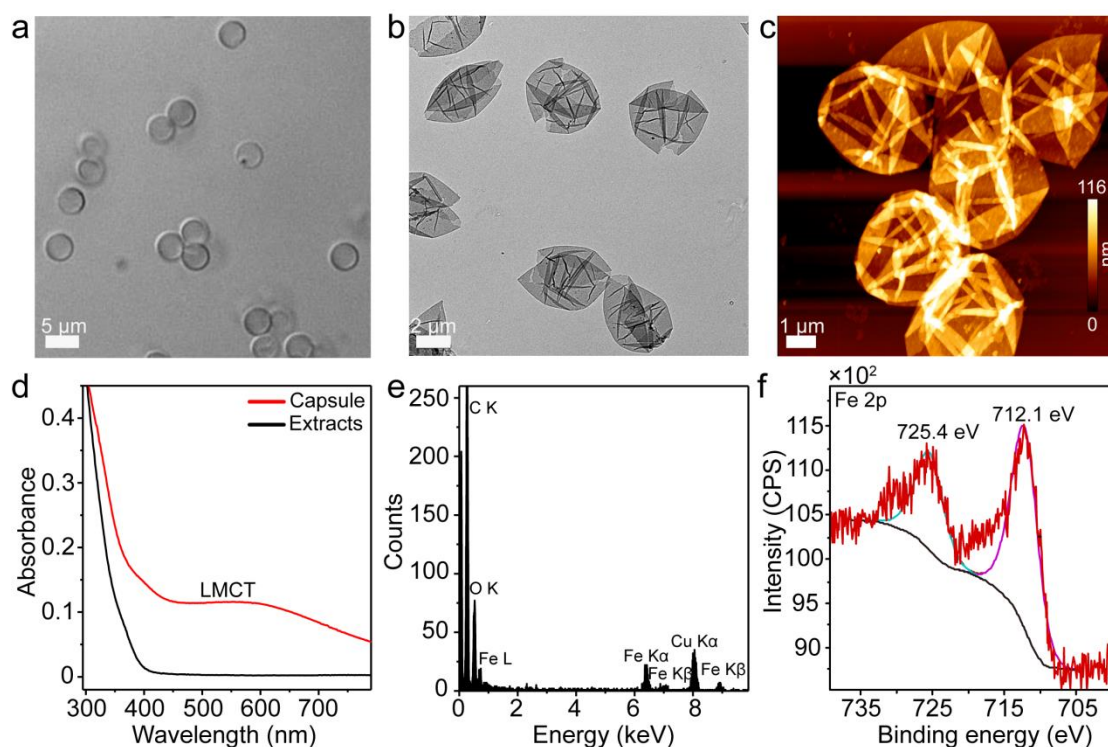 a
b
c
5 μm
2 μm
1 μm
116
nm
0
d
Absorbance
0.4
0.3
0.2
0.1
0
Capsule
Extracts
LMCT
300 400 500 600 700
Wavelength (nm)
e
Counts
250
200
150
100
50
0
C K
O K
Fe L
Fe Kα
Fe Kβ
Cu Kα
Fe Kβ
0 2 4 6 8
Energy (keV)
f
×10²
Fe 2p
Intensity (CPS)
115
110
105
100
95
90
725.4 eV
712.1 eV
735 725 715 705
Binding energy (eV)